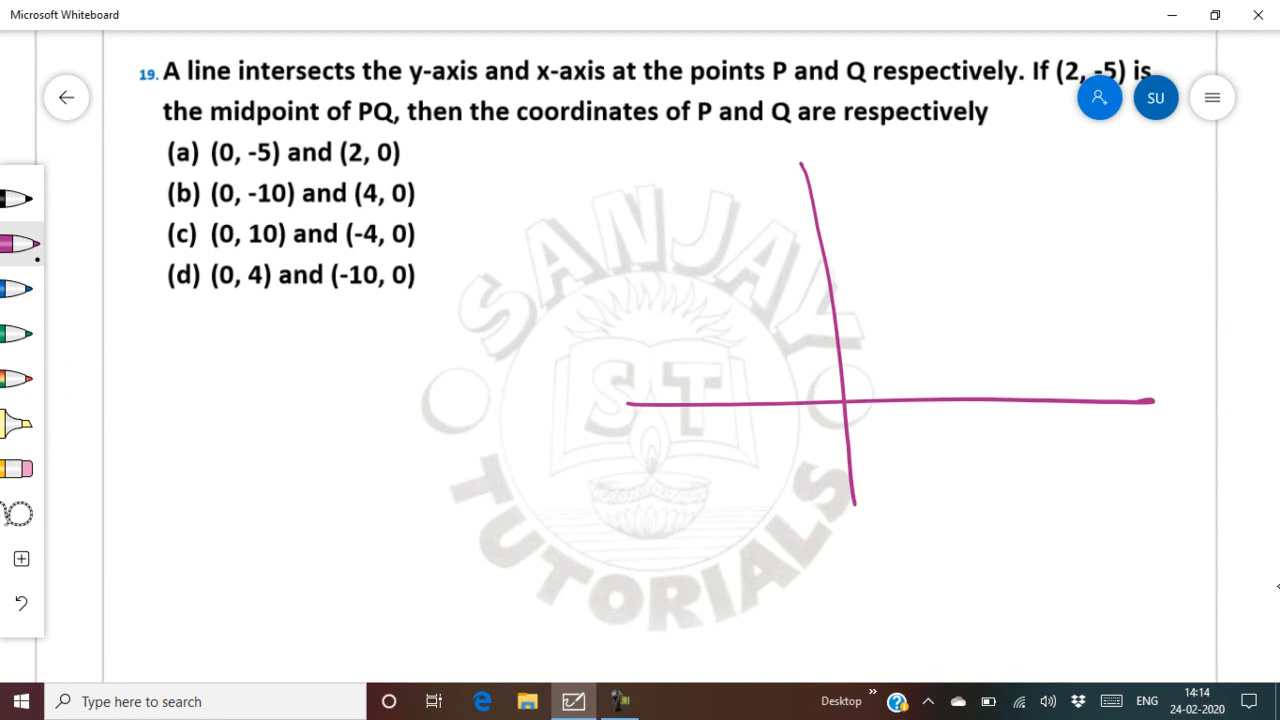 Microsoft Whiteboard
19. A line intersects the y-axis and x-axis at the points P and Q respectively. If (2, -5) is
the midpoint of PQ, then the coordinates of P and Q are respectively
SU
(a) (0, -5) and (2, 0)
(b) (0, -10) and (4, 0)
(c) (0, 10) and (-4, 0)
(d) (0, 4) and (-10, 0)
SANJAY
ST
TUTORIALS
Type here to search
Desktop
ENG
14:14
24-02-2020